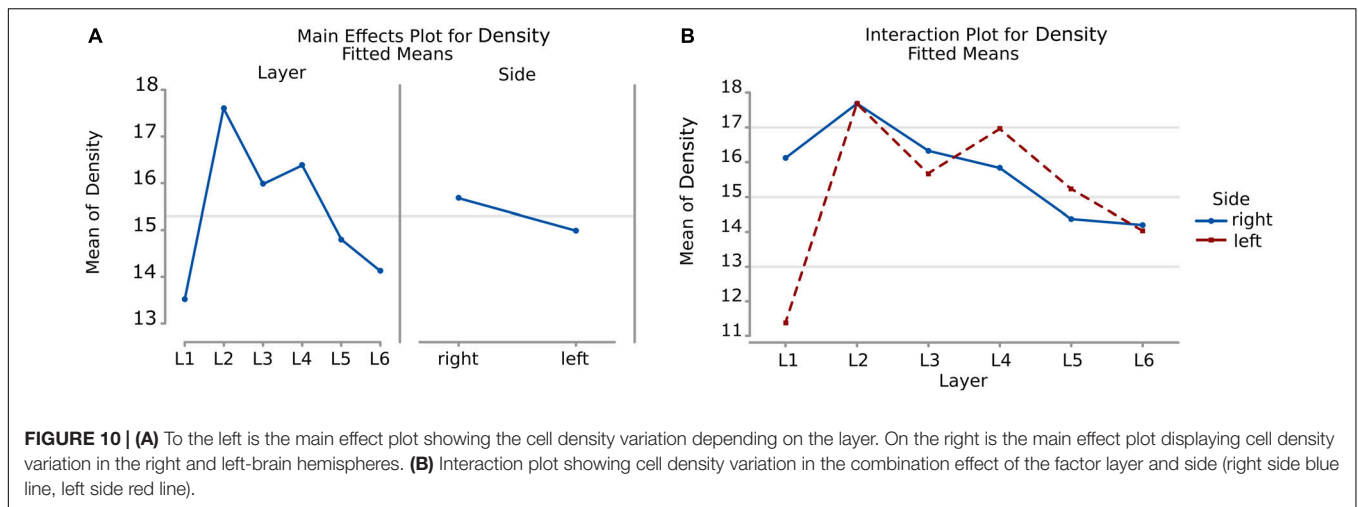 A
Main Effects Plot for Density
Fitted Means
Layer
Side
Mean of Density
18
17
16
15
14
13
L1 L2 L3 L4 L5 L6
right left
B
Interaction Plot for Density
Fitted Means
Mean of Density
18
17
16
15
14
13
12
11
L1 L2 L3 L4 L5 L6
Layer
Side
right
left
FIGURE 10 | (A) To the left is the main effect plot showing the cell density variation depending on the layer. On the right is the main effect plot displaying cell density
variation in the right and left-brain hemispheres. (B) Interaction plot showing cell density variation in the combination effect of the factor layer and side (right side blue
line, left side red line).